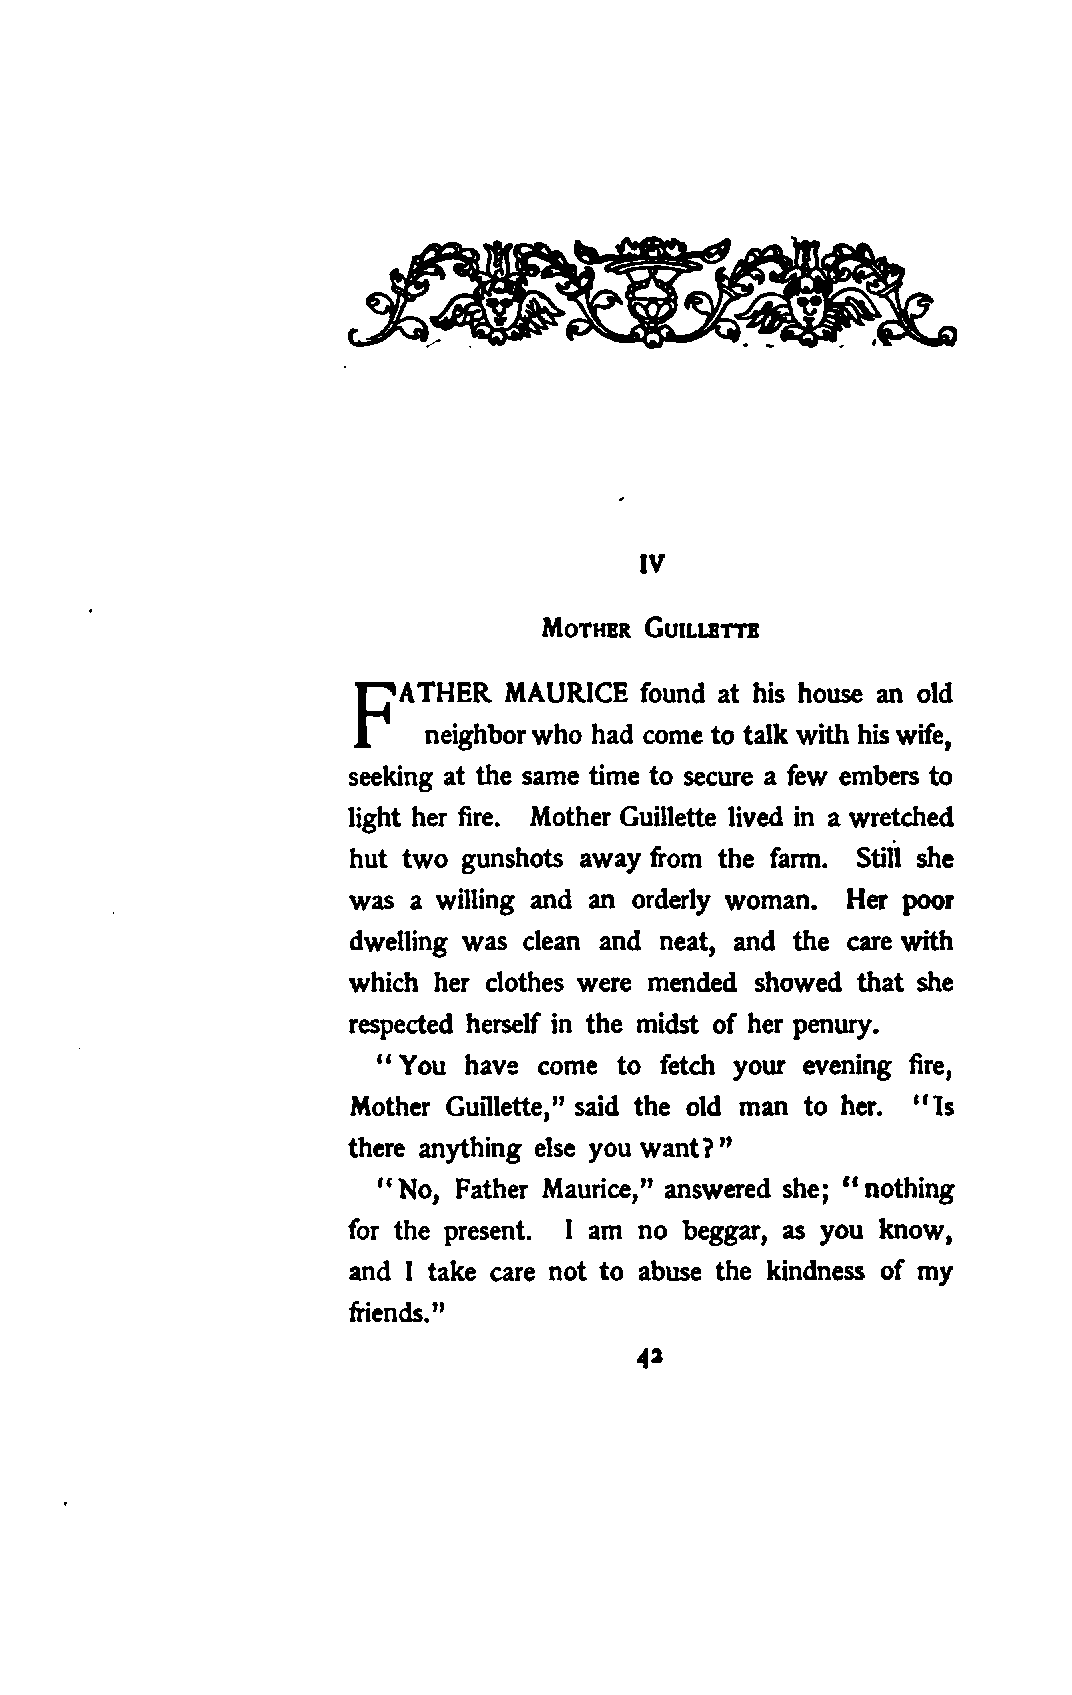 IV
MOTHER GUILLETTE
FATHER MAURICE found at his house an old
neighbor who had come to talk with his wife,
seeking at the same time to secure a few embers to
light her fire. Mother Guillette lived in a wretched
hut two gunshots away from the farm. Still she
was a willing and an orderly woman. Her poor
dwelling was clean and neat, and the care with
which her clothes were mended showed that she
respected herself in the midst of her penury.
"You have come to fetch your evening fire,
Mother Guillette," said the old man to her. "Is
there anything else you want?"
"No, Father Maurice," answered she; "nothing
for the present. I am no beggar, as you know,
and I take care not to abuse the kindness of my
friends."
42